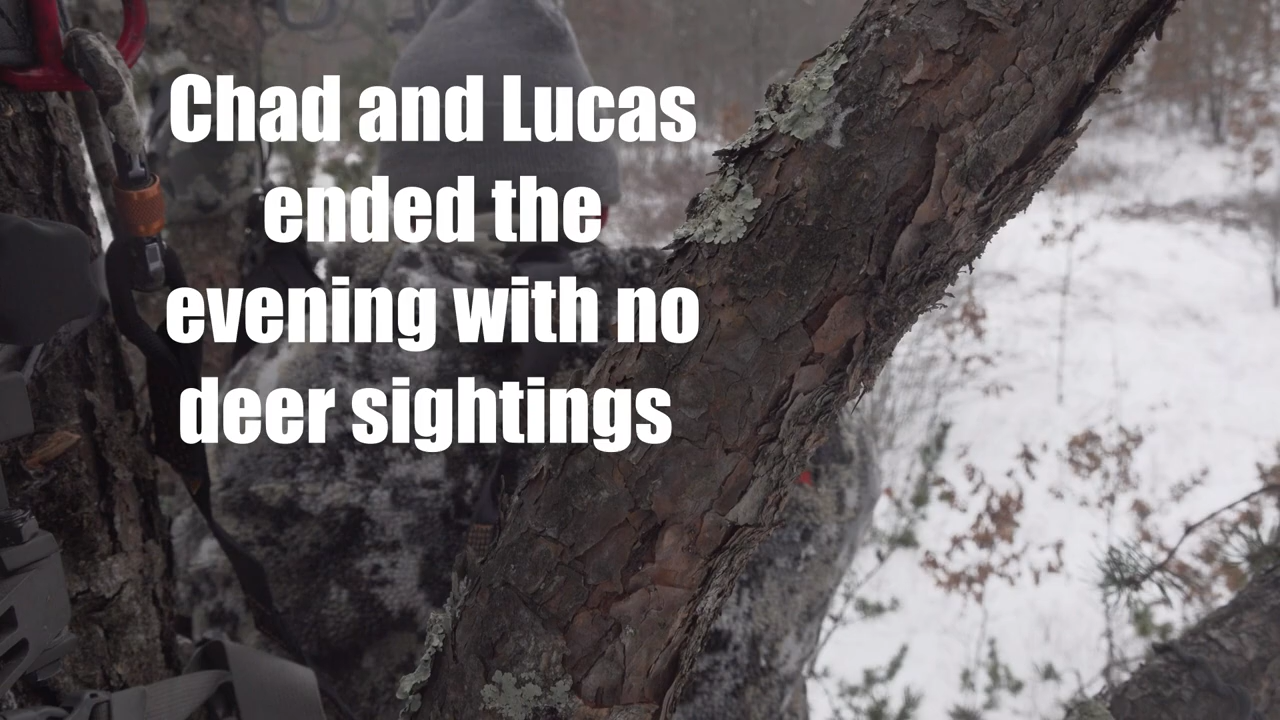 Chad and Lucas
ended the
evening with no
deer sightings